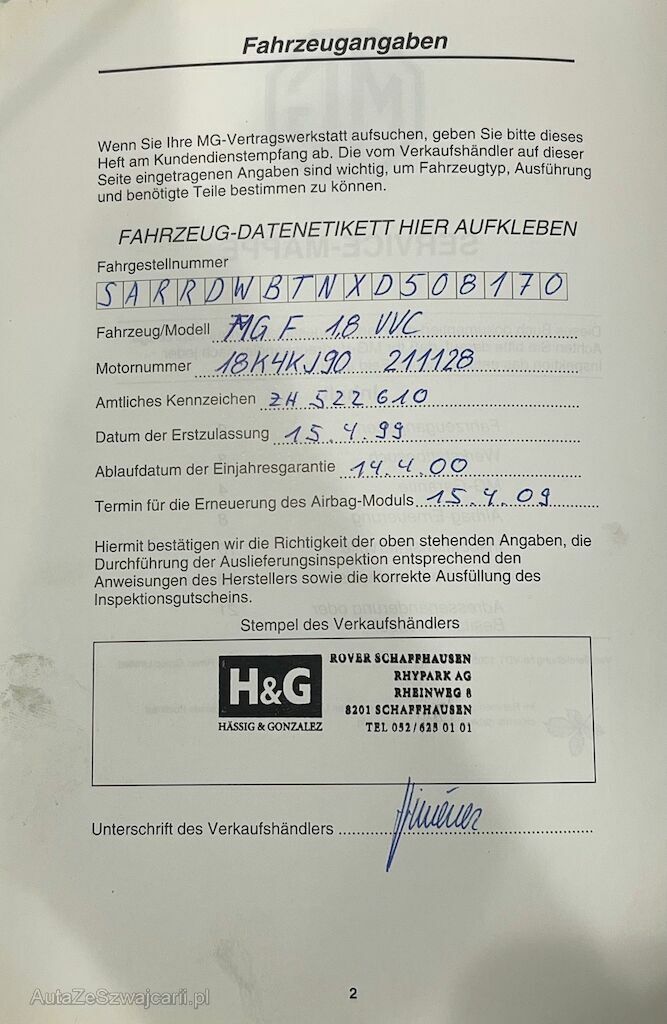 Fahrzeugangaben
Wenn Sie Ihre MG-Vertragswerkstatt aufsuchen, geben Sie bitte dieses
Heft am Kundendienstempfang ab. Die vom Verkaufshändler auf dieser
Seite eingetragenen Angaben sind wichtig, um Fahrzeugtyp, Ausführung
und benötigte Teile bestimmen zu können.
FAHRZEUG-DATENETIKETT HIER AUFKLEBEN
Fahrgestellnummer
SARRDWBTNXD508170
Fahrzeug/Modell MG F 1,8 VVC
Motornummer 18K4KJ90 211128
Amtliches Kennzeichen ZH 522 610
Datum der Erstzulassung 15.4.99
Ablaufdatum der Einjahresgarantie 14.4.00
Termin für die Erneuerung des Airbag-Moduls 15.4.09
Hiermit bestätigen wir die Richtigkeit der oben stehenden Angaben, die
Durchführung der Auslieferungsinspektion entsprechend den
Anweisungen des Herstellers sowie die korrekte Ausfüllung des
Inspektionsgutscheins.
Stempel des Verkaufshändlers
H&G
HÄSSIG & GONZALEZ
ROVER SCHAFFHAUSEN
RHYPARK AG
RHEINWEG 8
8201 SCHAFFHAUSEN
TEL 052/625 01 01
Unterschrift des Verkaufshändlers
2
AutaZeSzwajcarii.pl